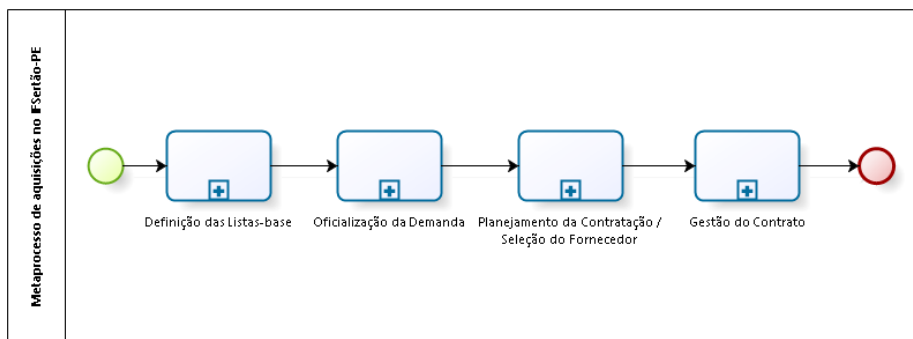 Metaprocesso de aquisições no IFSertão-PE
Definição das Listas-base
Oficialização da Demanda
Planejamento da Contratação /
Seleção do Fornecedor
Gestão do Contrato